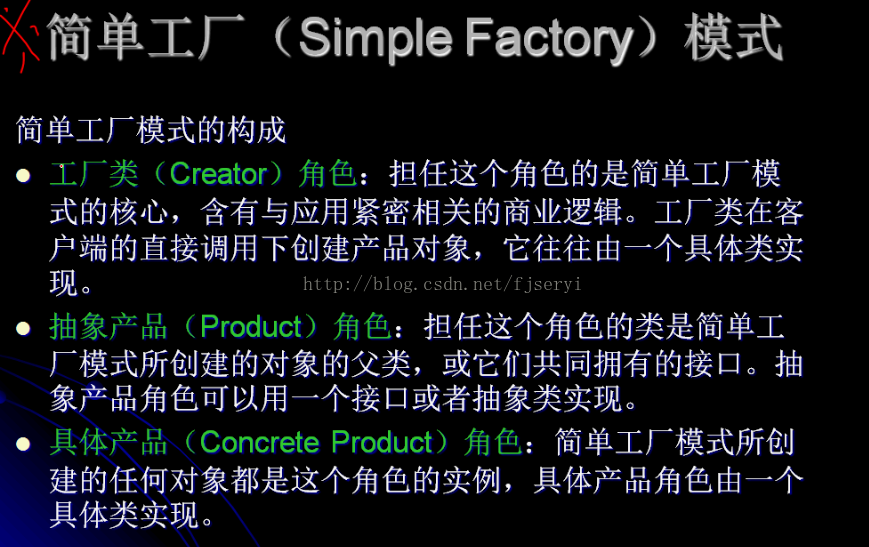 简单工厂（Simple Factory）模式
简单工厂模式的构成
工厂类（Creator）角色：担任这个角色的是简单工厂模
式的核心，含有与应用紧密相关的商业逻辑。工厂类在客
户端的直接调用下创建产品对象，它往往由一个具体类实
现。
http://blog.csdn.net/fjseryi
抽象产品（Product）角色：担任这个角色的类是简单工
厂模式所创建的对象的父类，或它们共同拥有的接口。抽
象产品角色可以用一个接口或者抽象类实现。
具体产品（Concrete Product）角色：简单工厂模式所创
建的任何对象都是这个角色的实例，具体产品角色由一个
具体类实现。